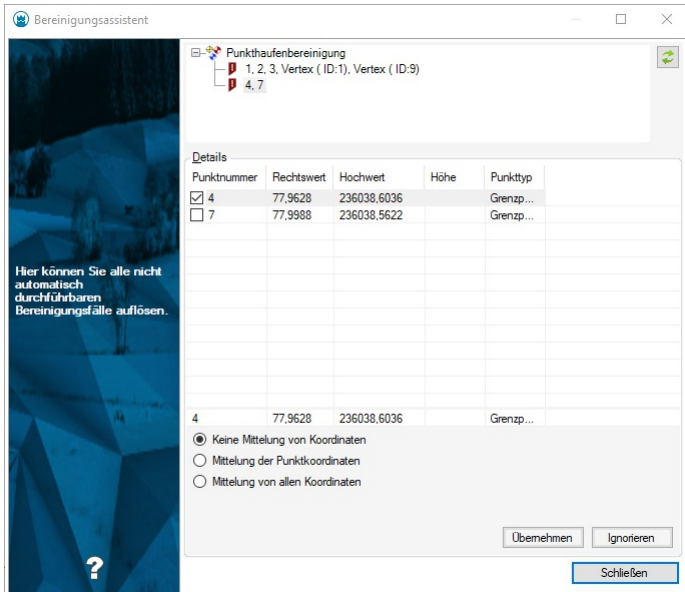 Bereinigungsassistent
Punkthaufenbereinigung
1, 2, 3, Vertex ( ID:1), Vertex ( ID:9)
4, 7
Details
Punktnummer Rechtswert Hochwert Höhe Punkttyp
4 77,9628 236038,6036 Grenzp...
7 77,9988 236038,5622 Grenzp...
Hier können Sie alle nicht
automatisch
durchführbaren
Bereinigungsfälle auflösen.
4 77,9628 236038,6036 Grenzp...
Keine Mittelung von Koordinaten
Mittelung der Punktkoordinaten
Mittelung von allen Koordinaten
Übernehmen Ignorieren
?
Schließen